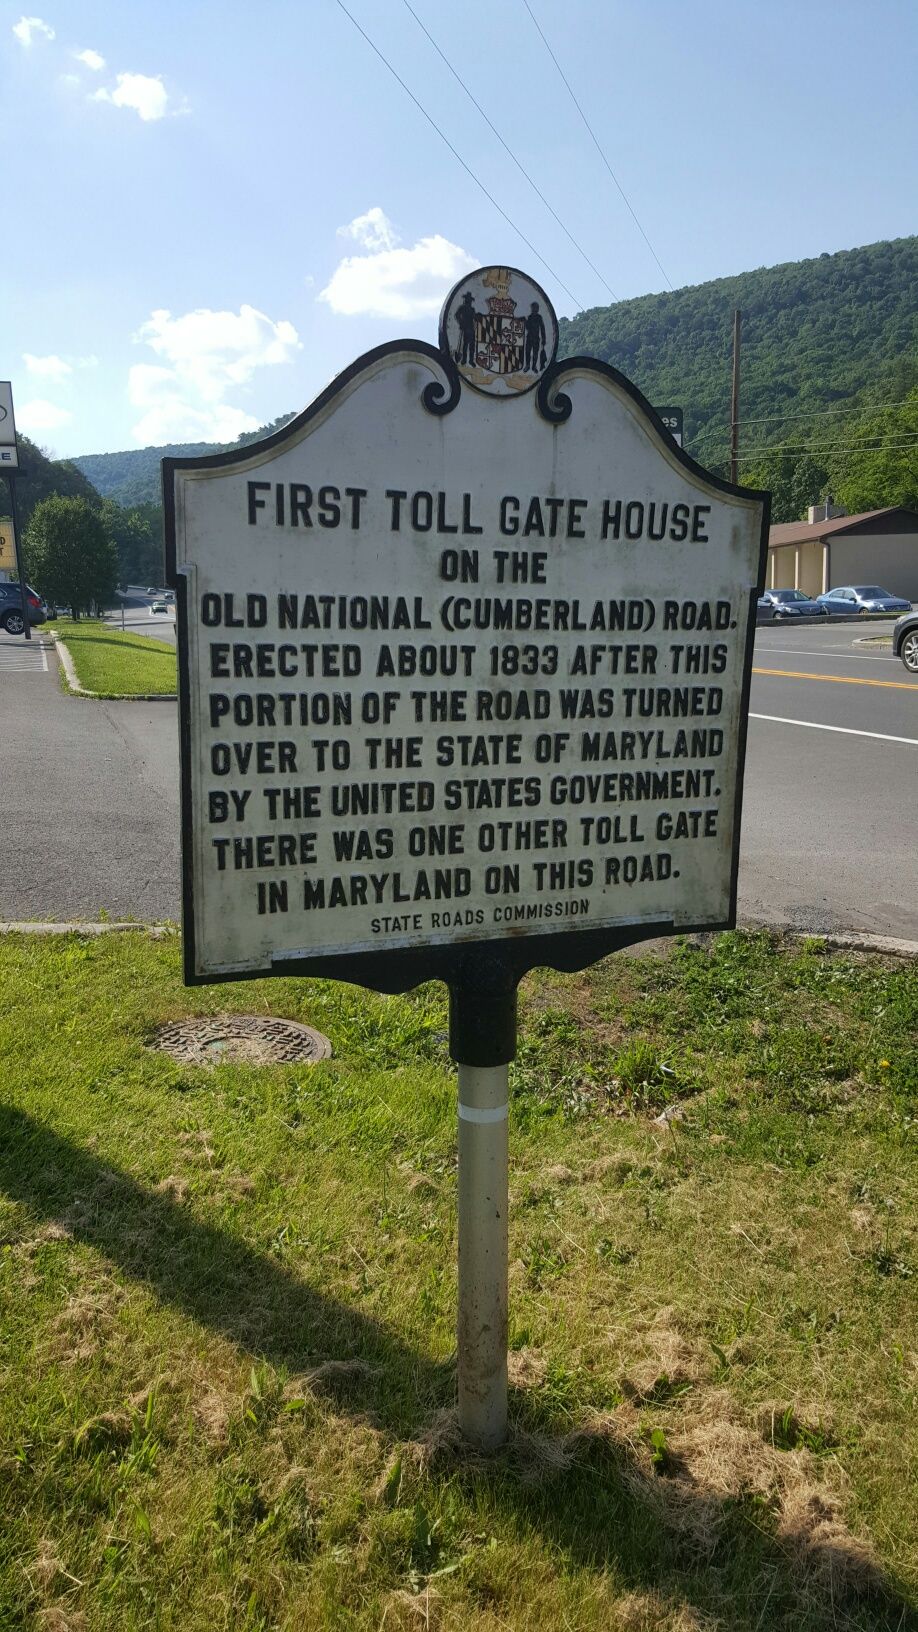 FIRST TOLL GATE HOUSE
ON THE
OLD NATIONAL (CUMBERLAND) ROAD.
ERECTED ABOUT 1833 AFTER THIS
PORTION OF THE ROAD WAS TURNED
OVER TO THE STATE OF MARYLAND
BY THE UNITED STATES GOVERNMENT.
THERE WAS ONE OTHER TOLL GATE
IN MARYLAND ON THIS ROAD.
STATE ROADS COMMISSION